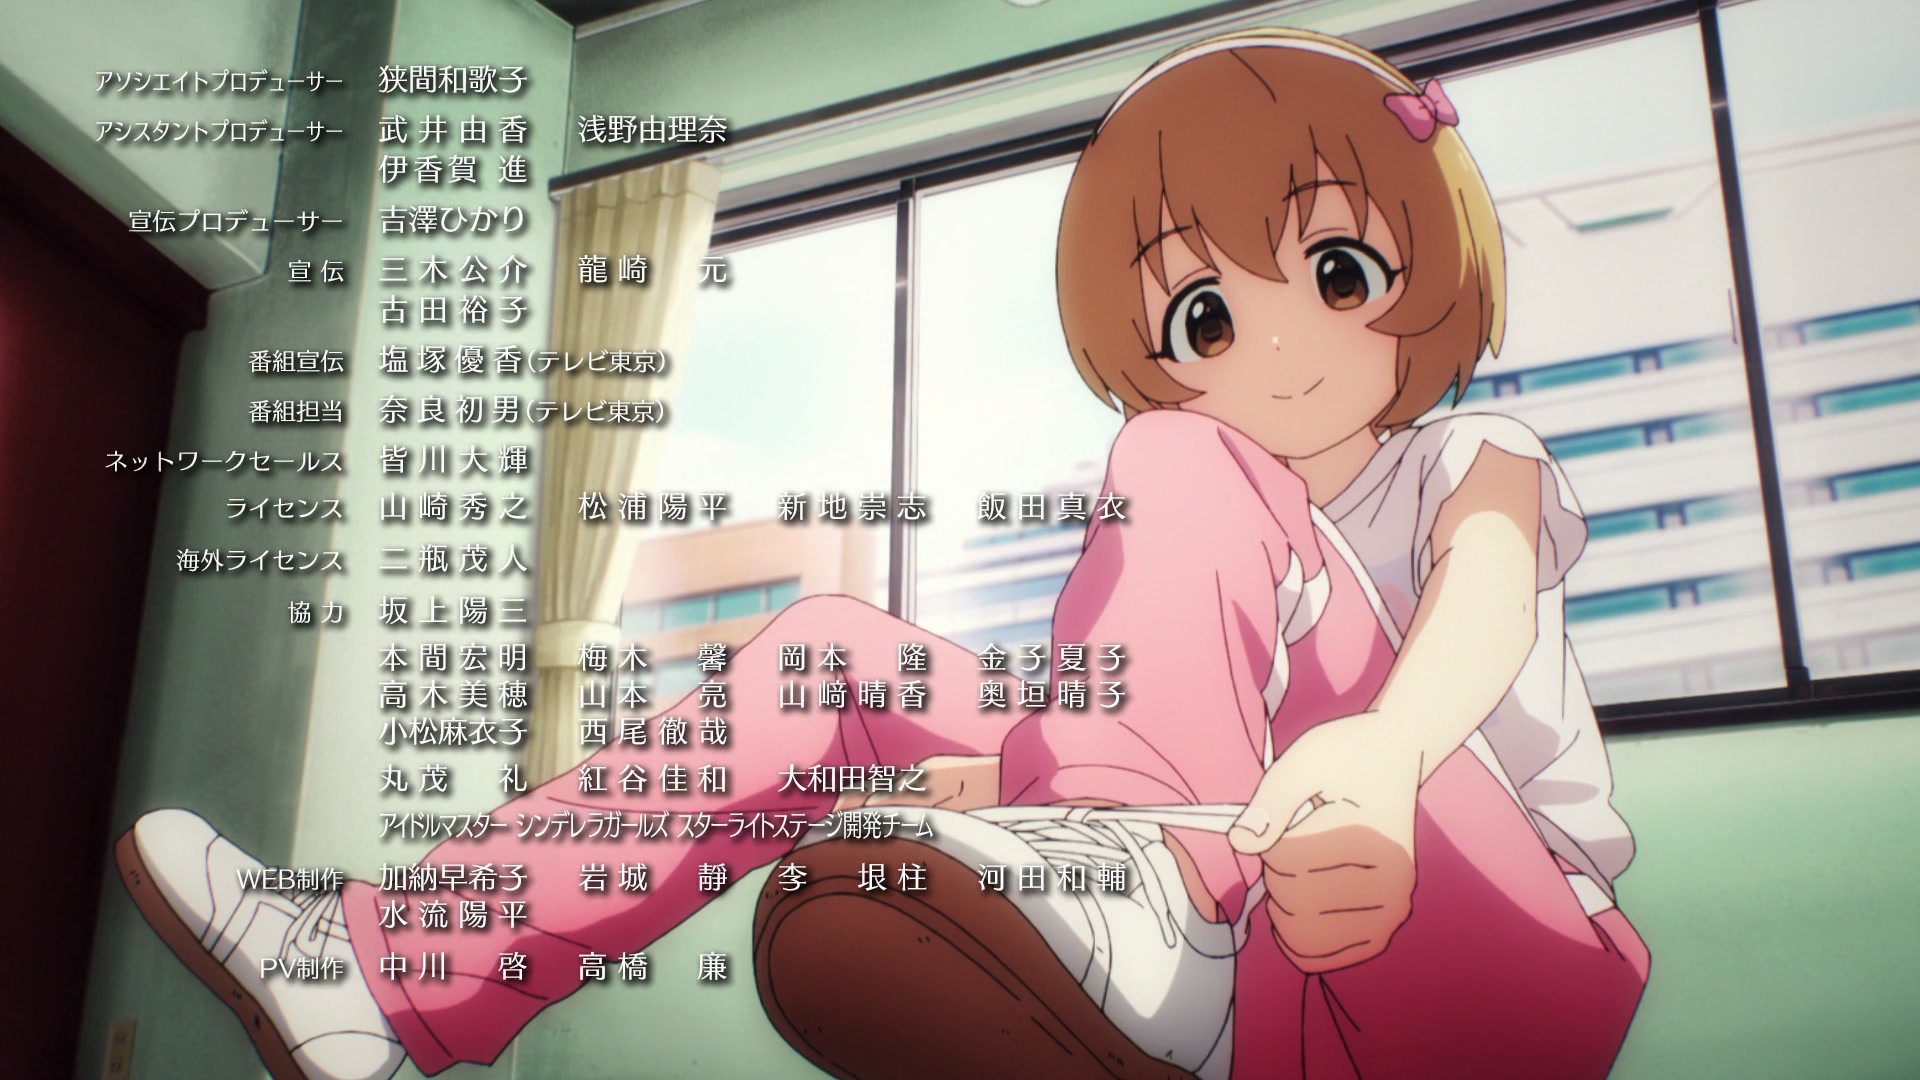 アソシエイトプロデューサー 狭間和歌子
アシスタントプロデューサー 武井由香 浅野由理奈
伊香賀 進
宣伝プロデューサー 吉澤ひかり
宣伝 三木公介 龍崎 元
古田裕子
番組宣伝 塩塚優香(テレビ東京)
番組担当 奈良初男(テレビ東京)
ネットワークセールス 皆川大輝
ライセンス 山崎秀之 松浦陽平 新地崇志 飯田真衣
海外ライセンス 二瓶茂人
協力 坂上陽三
本間宏明 梅木 馨 岡本 隆 金子夏子
高木美穂 山本 亮 山﨑晴香 奥垣晴子
小松麻衣子 西尾徹哉
丸茂 礼 紅谷佳和 大和田智之
アイドルマスター シンデレラガールズ スターライトステージ開発チーム
WEB制作 加納早希子 岩城 靜 李 垠柱 河田和輔
水流陽平
PV制作 中川 啓 高橋 廉